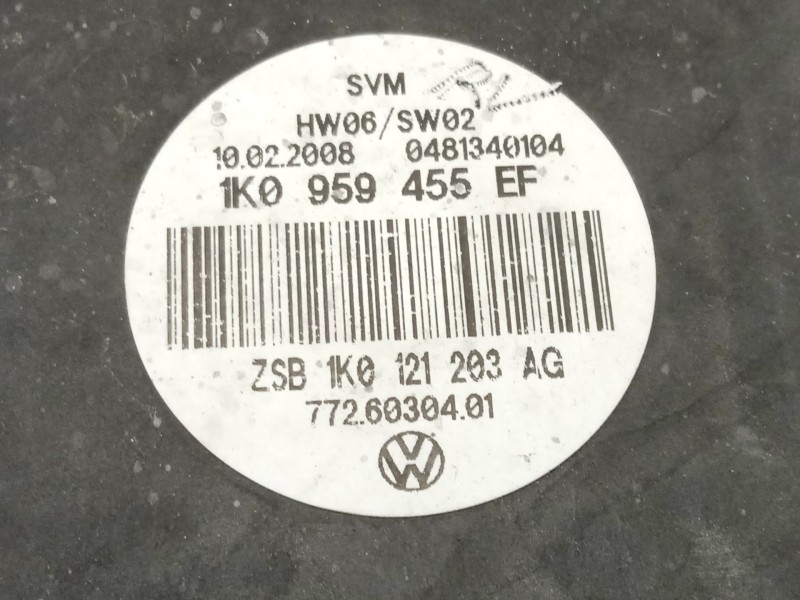 SVM
HW06/SW02
10.02.2008 0481340104
1K0 959 455 EF
ZSB 1K0 121 203 AG
772.60304.01